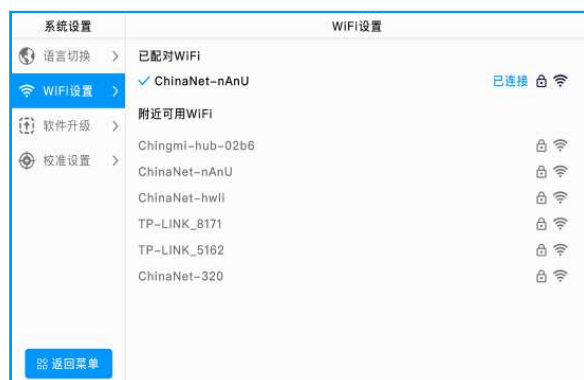 系统设置
WiFi设置
语言切换
WiFi设置
软件升级
校准设置
返回菜单
已配对WiFi
ChinaNet-nAnU 已连接
附近可用WiFi
Chingmi-hub-02b6
ChinaNet-nAnU
ChinaNet-hwli
TP-LINK_8171
TP-LINK_5162
ChinaNet-320